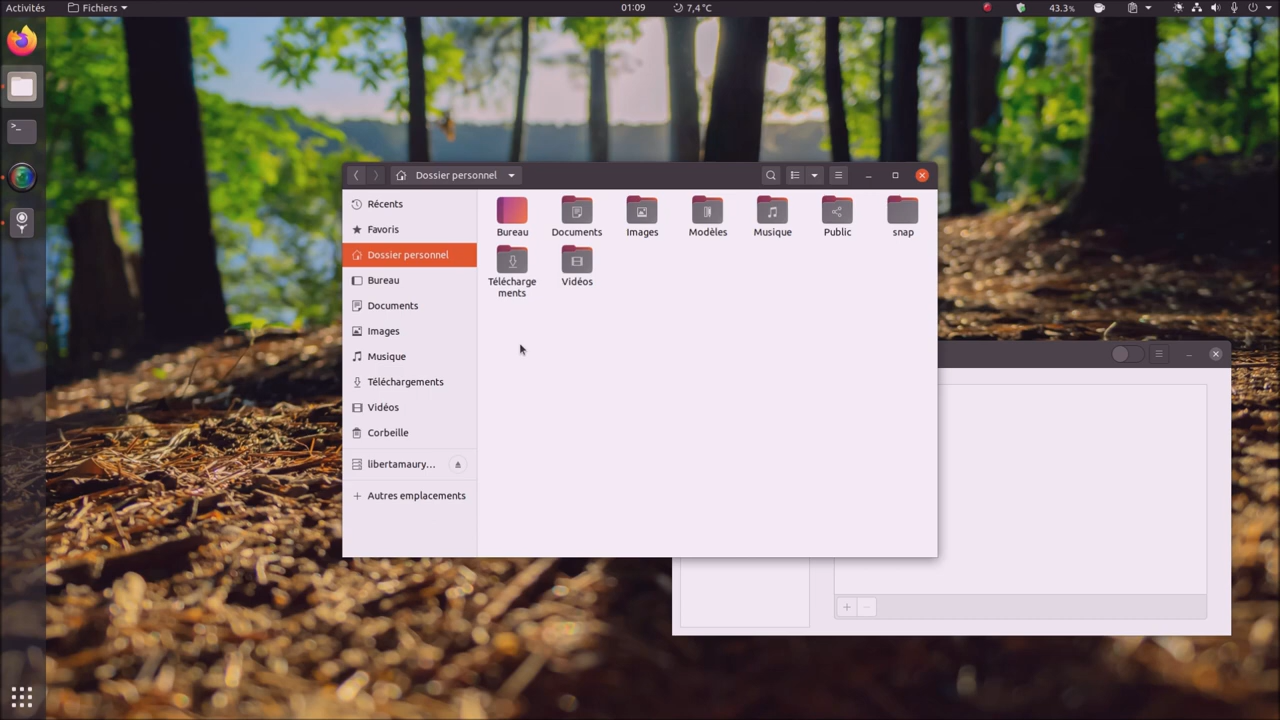 Activités
Fichiers
01:09
7,4 °C
43.3%
>_
Dossier personnel
Récents
Favoris
Dossier personnel
Bureau
Documents
Images
Musique
Téléchargements
Vidéos
Corbeille
libertamaury…
Autres emplacements
Bureau
Documents
Images
Modèles
Musique
Public
snap
Télécharge
ments
Vidéos